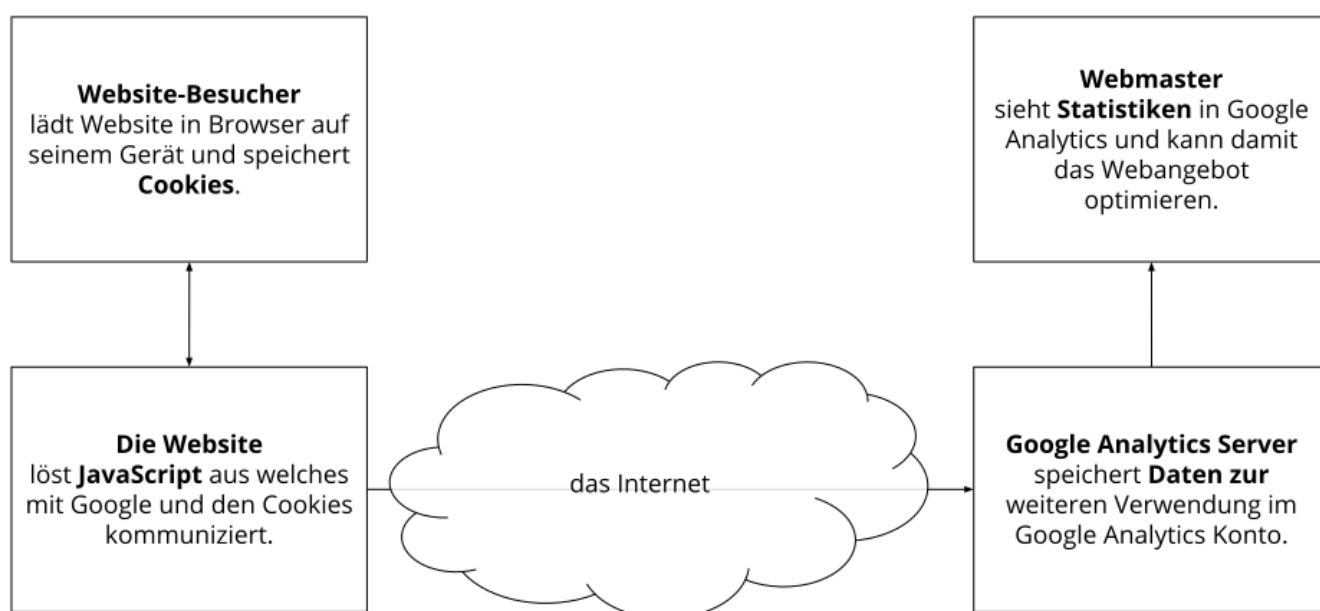 Website-Besucher
lädt Website in Browser auf
seinem Gerät und speichert
Cookies.
Webmaster
sieht Statistiken in Google
Analytics und kann damit
das Webangebot
optimieren.
Die Website
löst JavaScript aus welches
mit Google und den Cookies
kommuniziert.
das Internet
Google Analytics Server
speichert Daten zur
weiteren Verwendung im
Google Analytics Konto.